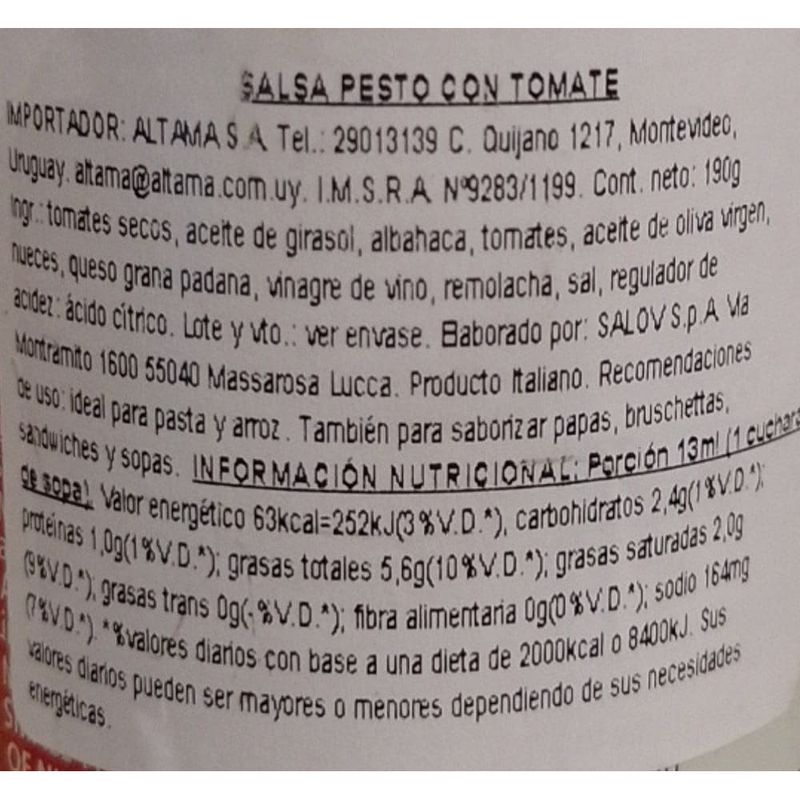 SALSA PESTO CON TOMATE
IMPORTADOR: ALTAMA S.A. Tel.: 29013139 C. Quijano 1217, Montevideo,
Uruguay. altama@altama.com.uy. I.M.S.R.A. Nº9283/1199. Cont. neto: 190g
Ingr.: tomates secos, aceite de girasol, albahaca, tomates, aceite de oliva virgen,
nueces, queso grana padana, vinagre de vino, remolacha, sal, regulador de
acidez: ácido cítrico. Lote y vto.: ver envase. Elaborado por: SALOV S.p.A. Via
Montramito 1600 55040 Massarosa Lucca. Producto Italiano. Recomendaciones
de uso: ideal para pasta y arroz. También para saborizar papas, bruschettas,
sandwiches y sopas. INFORMACIÓN NUTRICIONAL: Porción 13ml (1 cuchara
de sopa). Valor energético 63kcal=252kJ(3%V.D.*), carbohidratos 2,4g(1%V.D.*);
proteínas 1,0g(1%V.D.*); grasas totales 5,6g(10%V.D.*); grasas saturadas 2,0g
(9%V.D.*); grasas trans 0g(-%V.D.*); fibra alimentaria 0g(0%V.D.*); sodio 164mg
(7%V.D.*). *%valores diarios con base a una dieta de 2000kcal o 8400kJ. Sus
valores diarios pueden ser mayores o menores dependiendo de sus necesidades
energéticas.